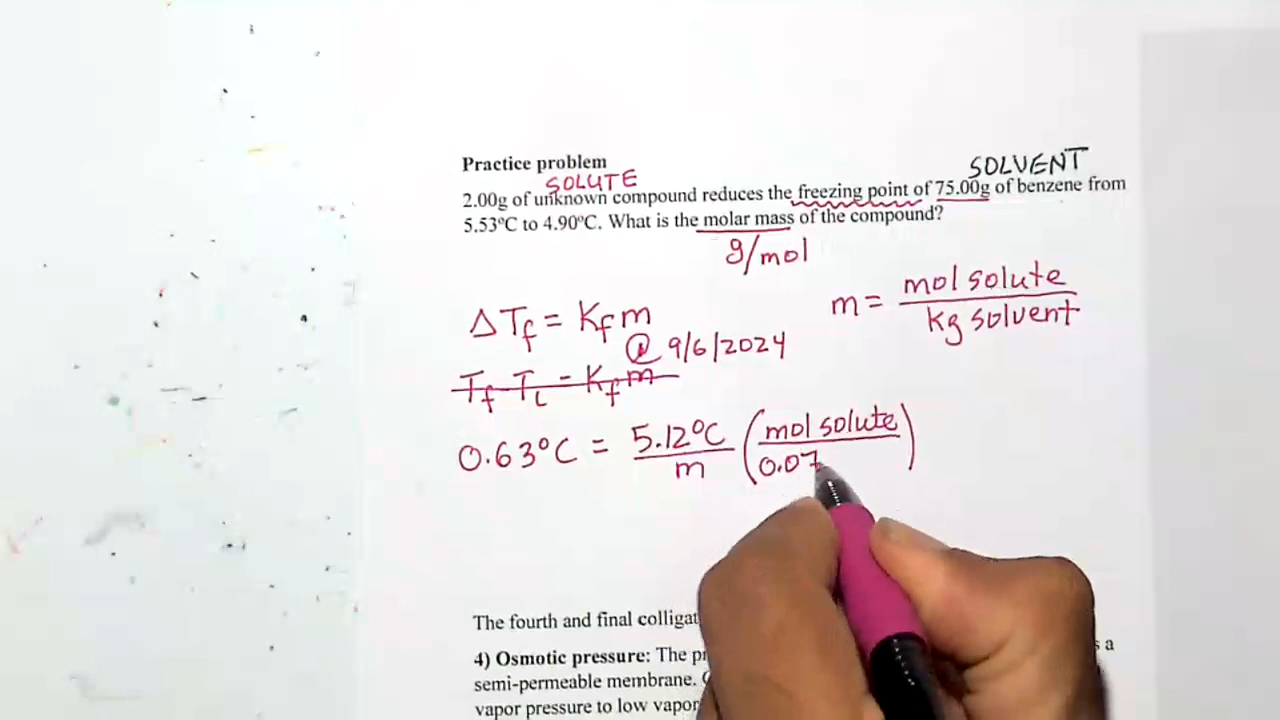 Practice problem
SOLUTE
SOLVENT
2.00g of unknown compound reduces the freezing point of 75.00g of benzene from
5.53ºC to 4.90ºC. What is the molar mass of the compound?
g/mol
ΔTf = Kf m
m = mol solute / kg solvent
@ 9/6/2024
Tf Ti - Kf m
0.63°C = 5.12°C / m (mol solute / 0.07)
The fourth and final colligat
4) Osmotic pressure: The
s a
semi-permeable membrane.
vapor pressure to low vapor